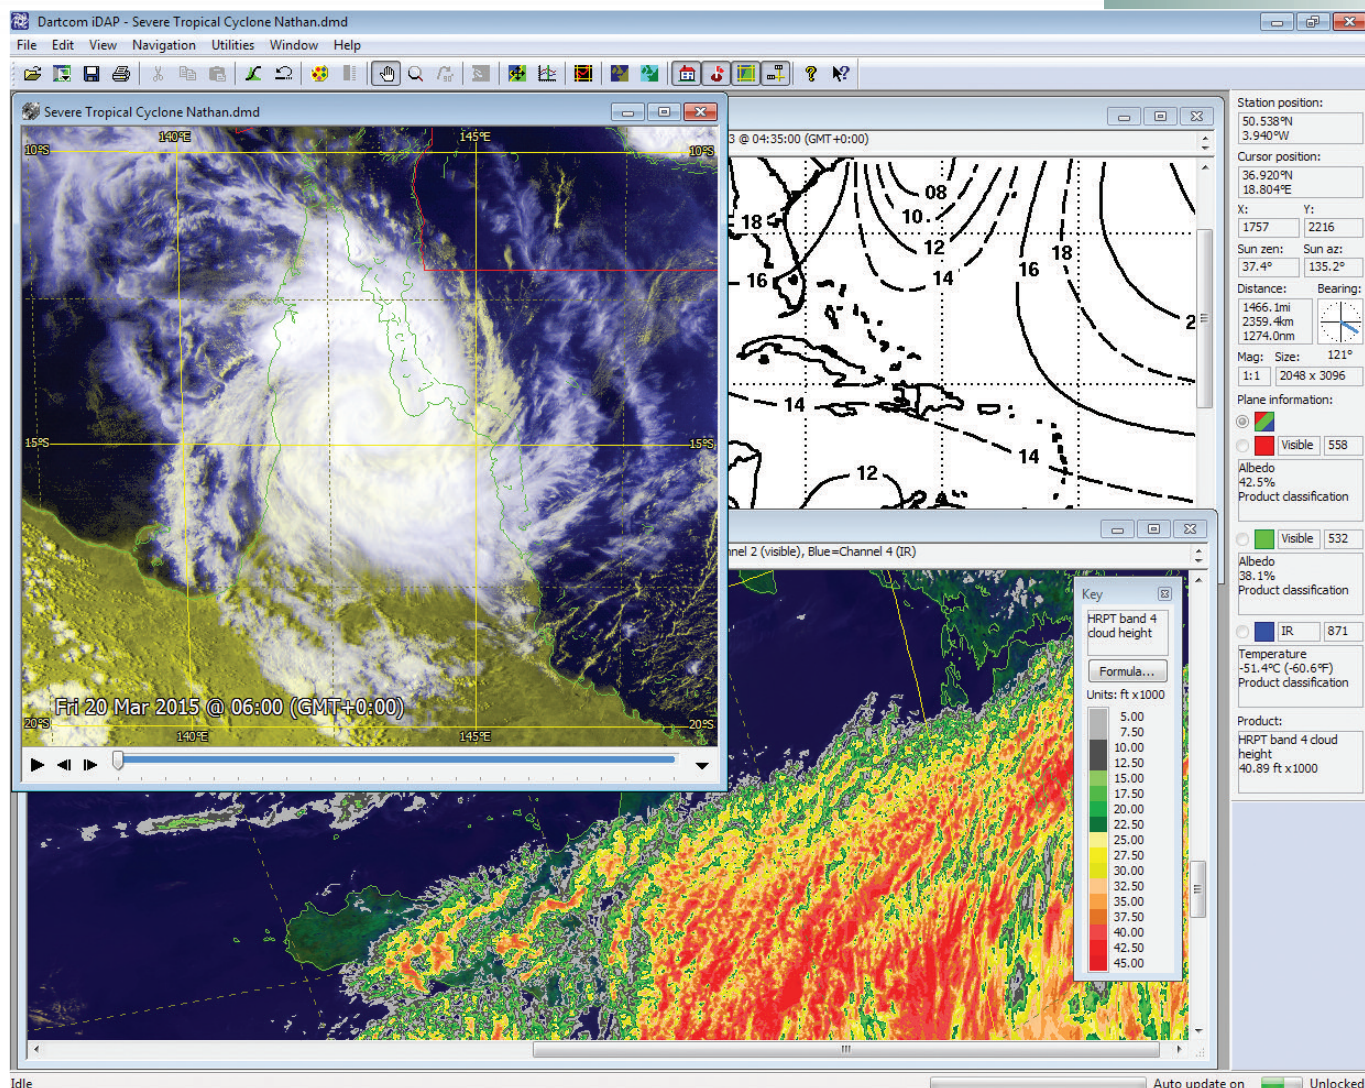 Dartcom iDAP - Severe Tropical Cyclone Nathan.dmd
File Edit View Navigation Utilities Window Help
Severe Tropical Cyclone Nathan.dmd
140°E 145°E
10°S 10°S
15°S 15°S
Fri 20 Mar 2015 @ 06:00 (GMT+0:00)
20°S 20°S
140°E 145°E
3 @ 04:35:00 (GMT+0:00)
08
10
18
12
18
16
14
16
2
14
14
12
nnel 2 (visible), Blue=Channel 4 (IR)
Key
HRPT band 4
cloud height
Formula...
Units: ft x1000
5.00
7.50
10.00
12.50
15.00
17.50
20.00
22.50
25.00
27.50
30.00
32.50
35.00
37.50
40.00
42.50
45.00
Station position:
50.538°N
3.940°W
Cursor position:
36.920°N
18.804°E
X: Y:
1757 2216
Sun zen: Sun az:
37.4° 135.2°
Distance: Bearing:
1466.1mi
2359.4km
1274.0nm
Mag: Size: 121°
1:1 2048 x 3096
Plane information:
Visible 558
Albedo
42.5%
Product classification
Visible 532
Albedo
38.1%
Product classification
IR 871
Temperature
-51.4°C (-60.6°F)
Product classification
Product:
HRPT band 4 cloud
height
40.89 ft x1000
Idle Auto update on Unlocked